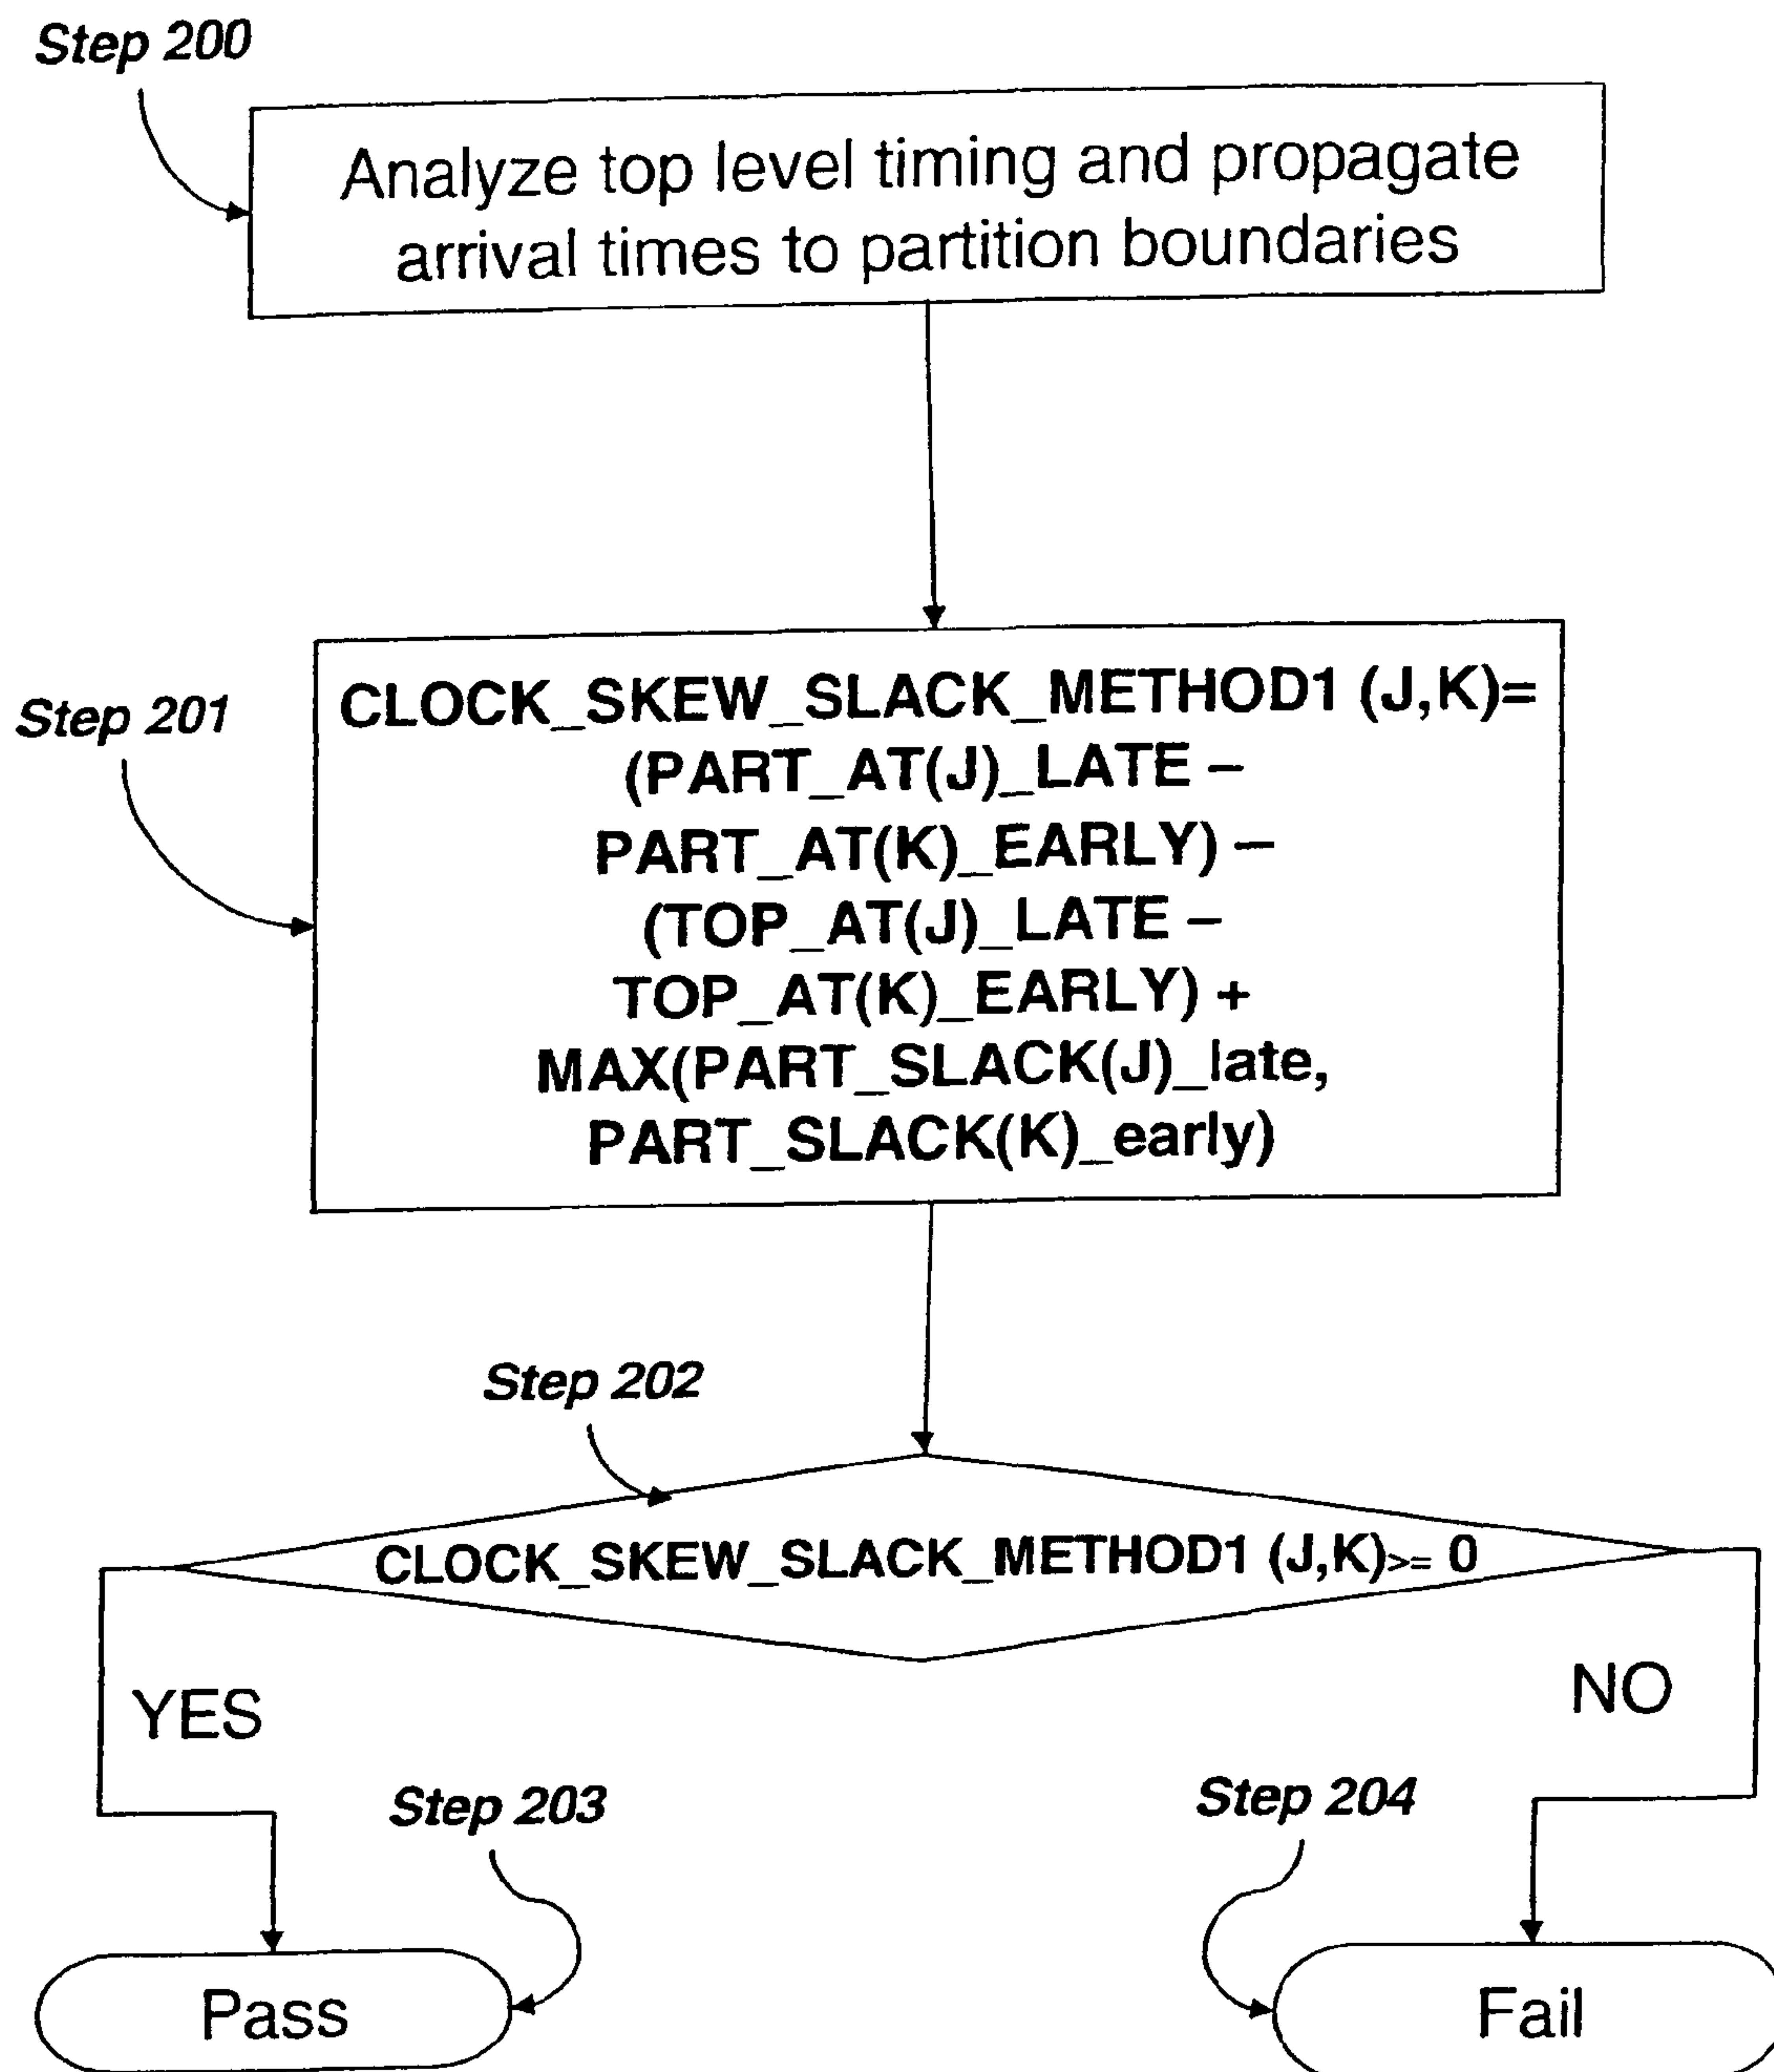 Step 200
Analyze top level timing and propagate
arrival times to partition boundaries
Step 201
CLOCK_SKEW_SLACK_METHOD1 (J,K)=
(PART_AT(J)_LATE –
PART_AT(K)_EARLY) –
(TOP_AT(J)_LATE –
TOP_AT(K)_EARLY) +
MAX(PART_SLACK(J)_late,
PART_SLACK(K)_early)
Step 202
CLOCK_SKEW_SLACK_METHOD1 (J,K)>= 0
YES
NO
Step 203
Step 204
Pass
Fail